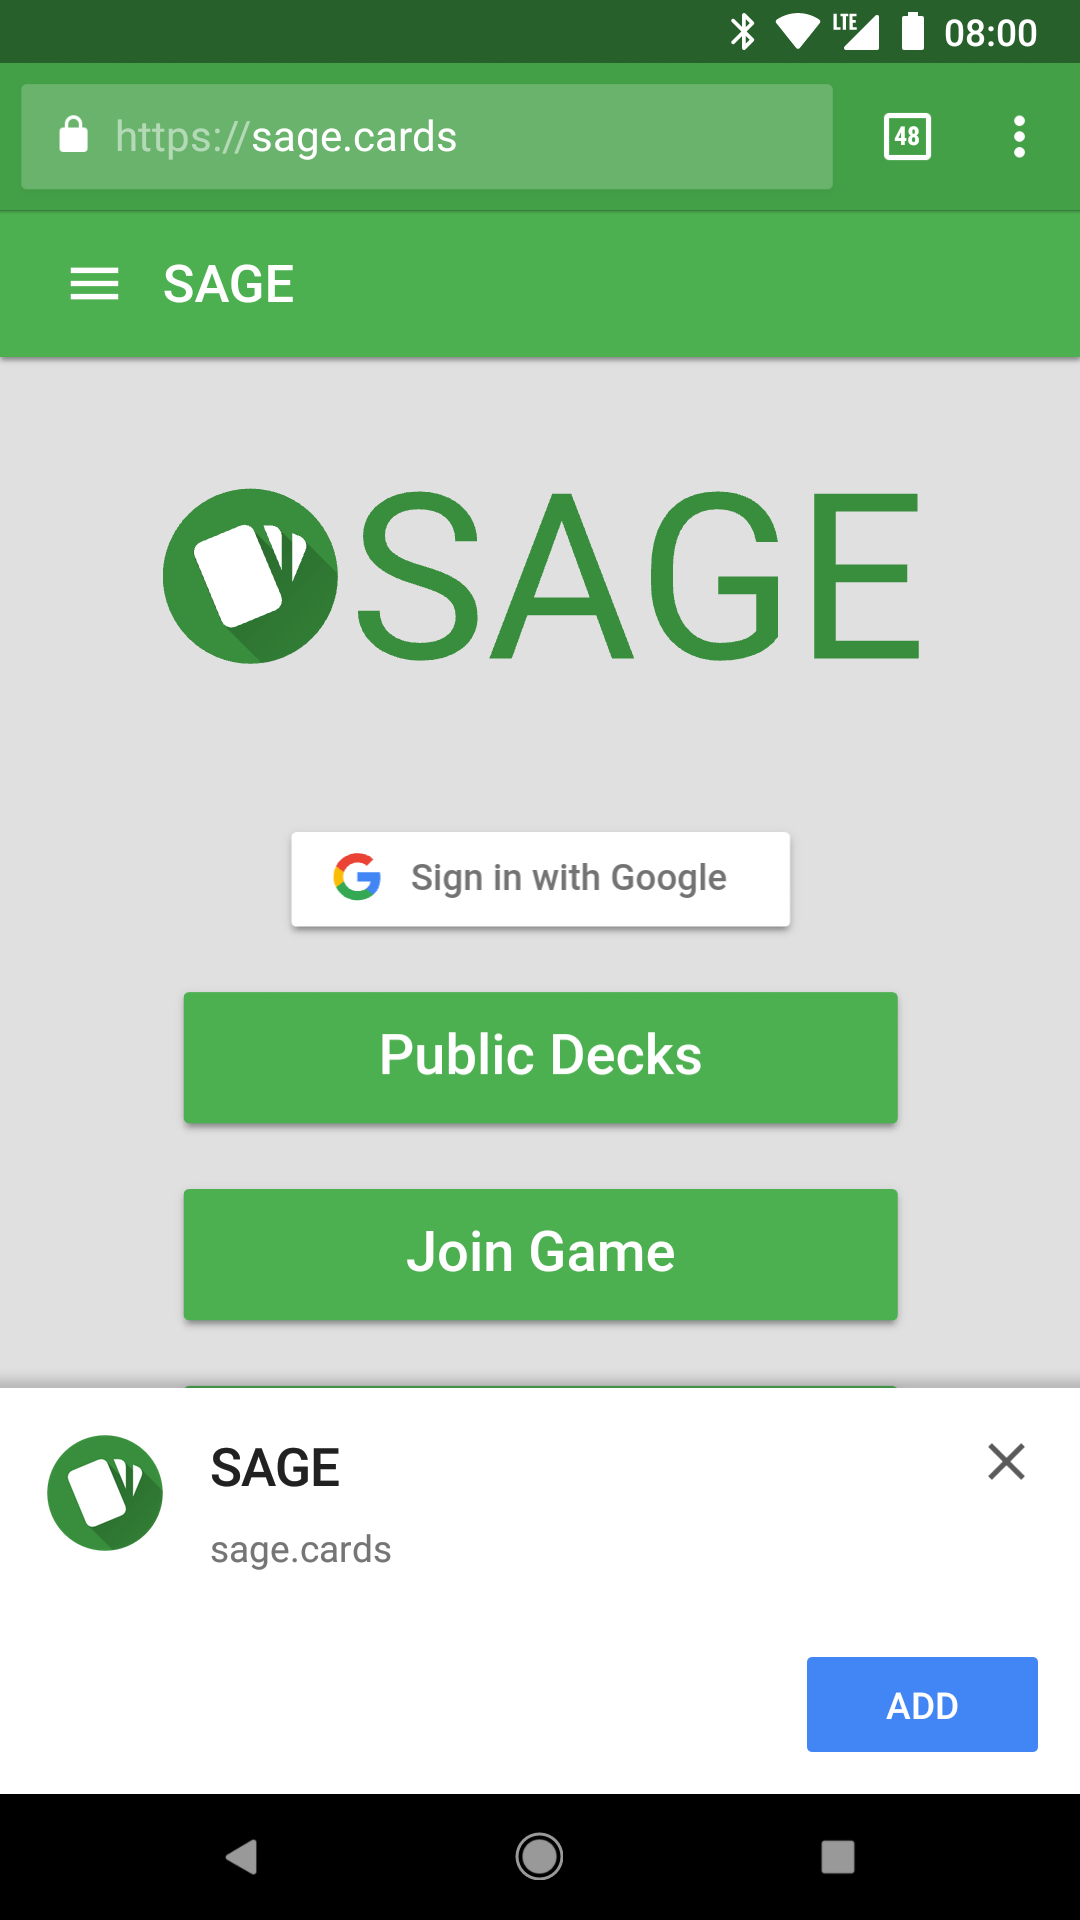 LTE 08:00
https://sage.cards 48
SAGE
SAGE
Sign in with Google
Public Decks
Join Game
SAGE
sage.cards
ADD